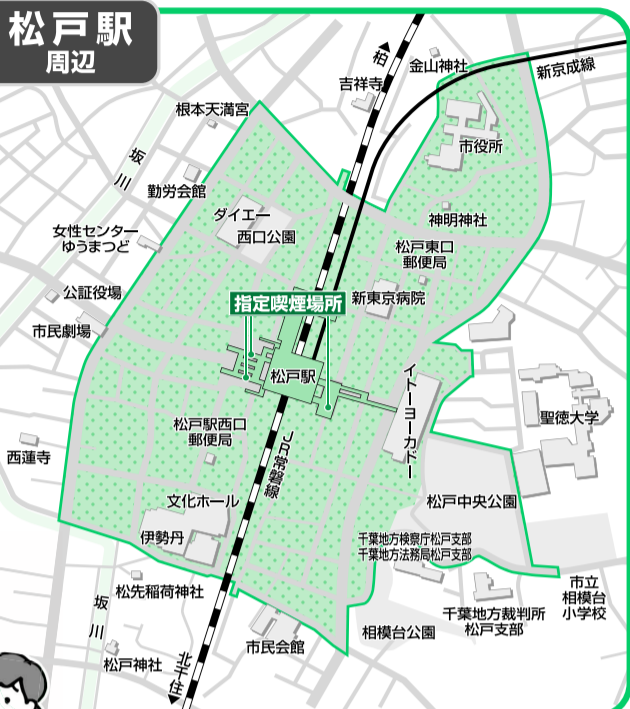 松戸駅
周辺
柏
金山神社
新京成線
吉祥寺
根本天満宮
市役所
坂川
勤労会館
ダイエー
神明神社
西口公園
女性センター
ゆうまつど
松戸東口
郵便局
公証役場
指定喫煙場所
新東京病院
市民劇場
松戸駅
イトーヨーカドー
聖徳大学
松戸駅西口
郵便局
JR常磐線
西蓮寺
文化ホール
松戸中央公園
伊勢丹
千葉地方検察庁松戸支部
千葉地方法務局松戸支部
松先稲荷神社
坂川
千葉地方裁判所
松戸支部
市立
相模台
小学校
相模台公園
市民会館
松戸神社
北千住